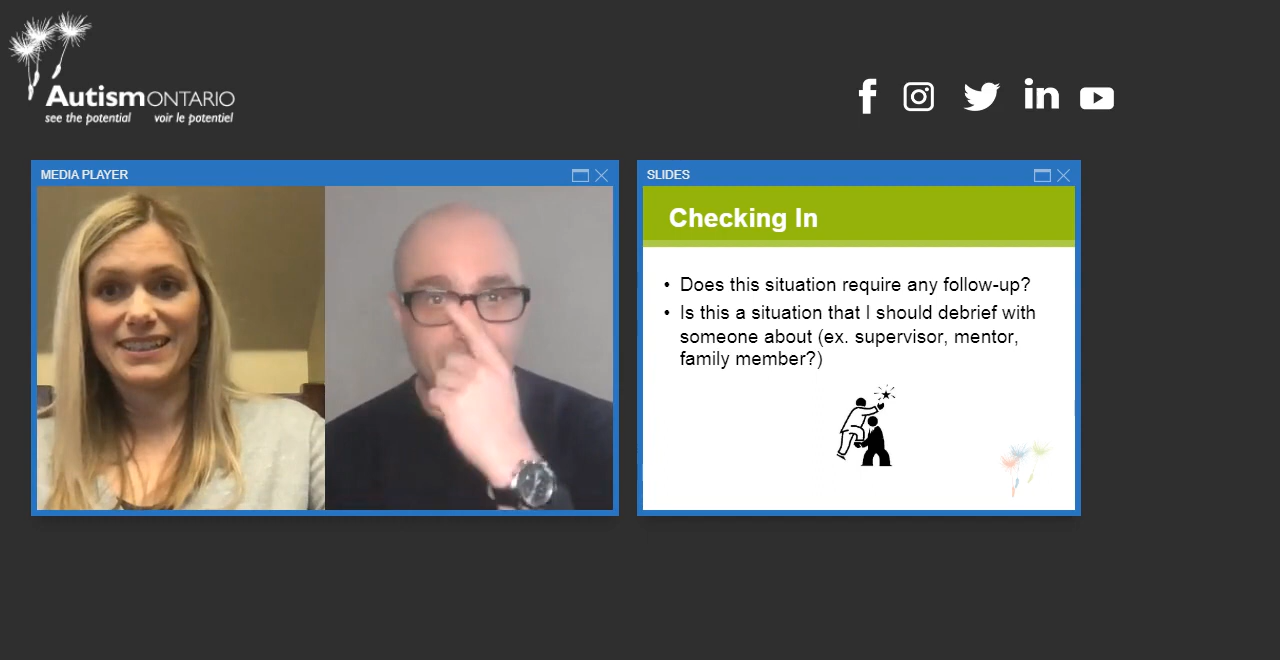 Autism ONTARIO
see the potential voir le potentiel
MEDIA PLAYER
SLIDES
Checking In
• Does this situation require any follow-up?
• Is this a situation that I should debrief with
someone about (ex. supervisor, mentor,
family member?)